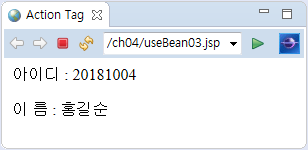 Action Tag
/ch04/useBean03.jsp
아이디 : 20181004
이 름 : 홍길순